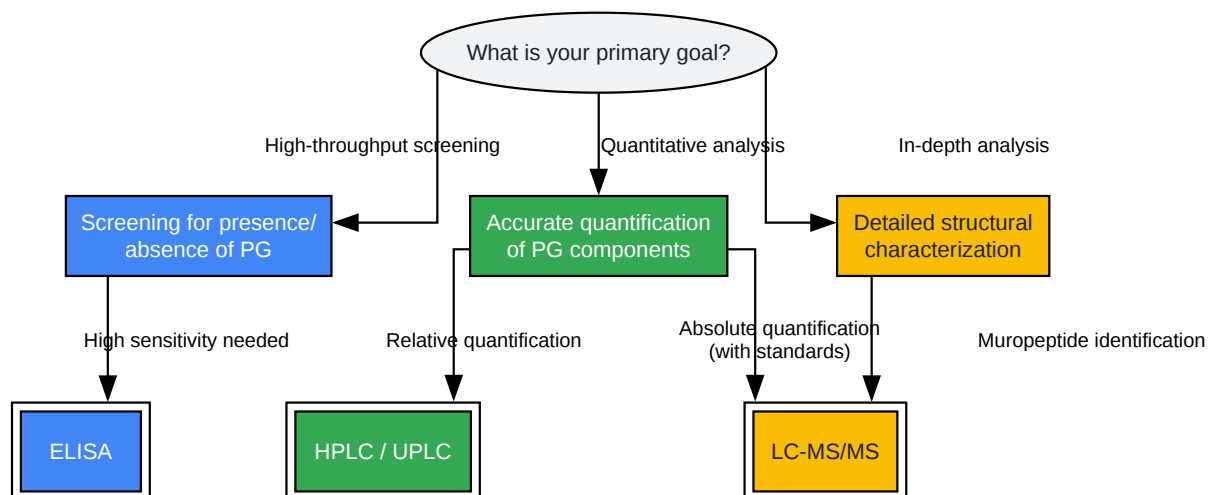 What is your primary goal?
High-throughput screening
Quantitative analysis
In-depth analysis
Screening for presence/
absence of PG
Accurate quantification
of PG components
Detailed structural
characterization
High sensitivity needed
Relative quantification
Absolute quantification
(with standards)
Muropeptide identification
ELISA
HPLC / UPLC
LC-MS/MS